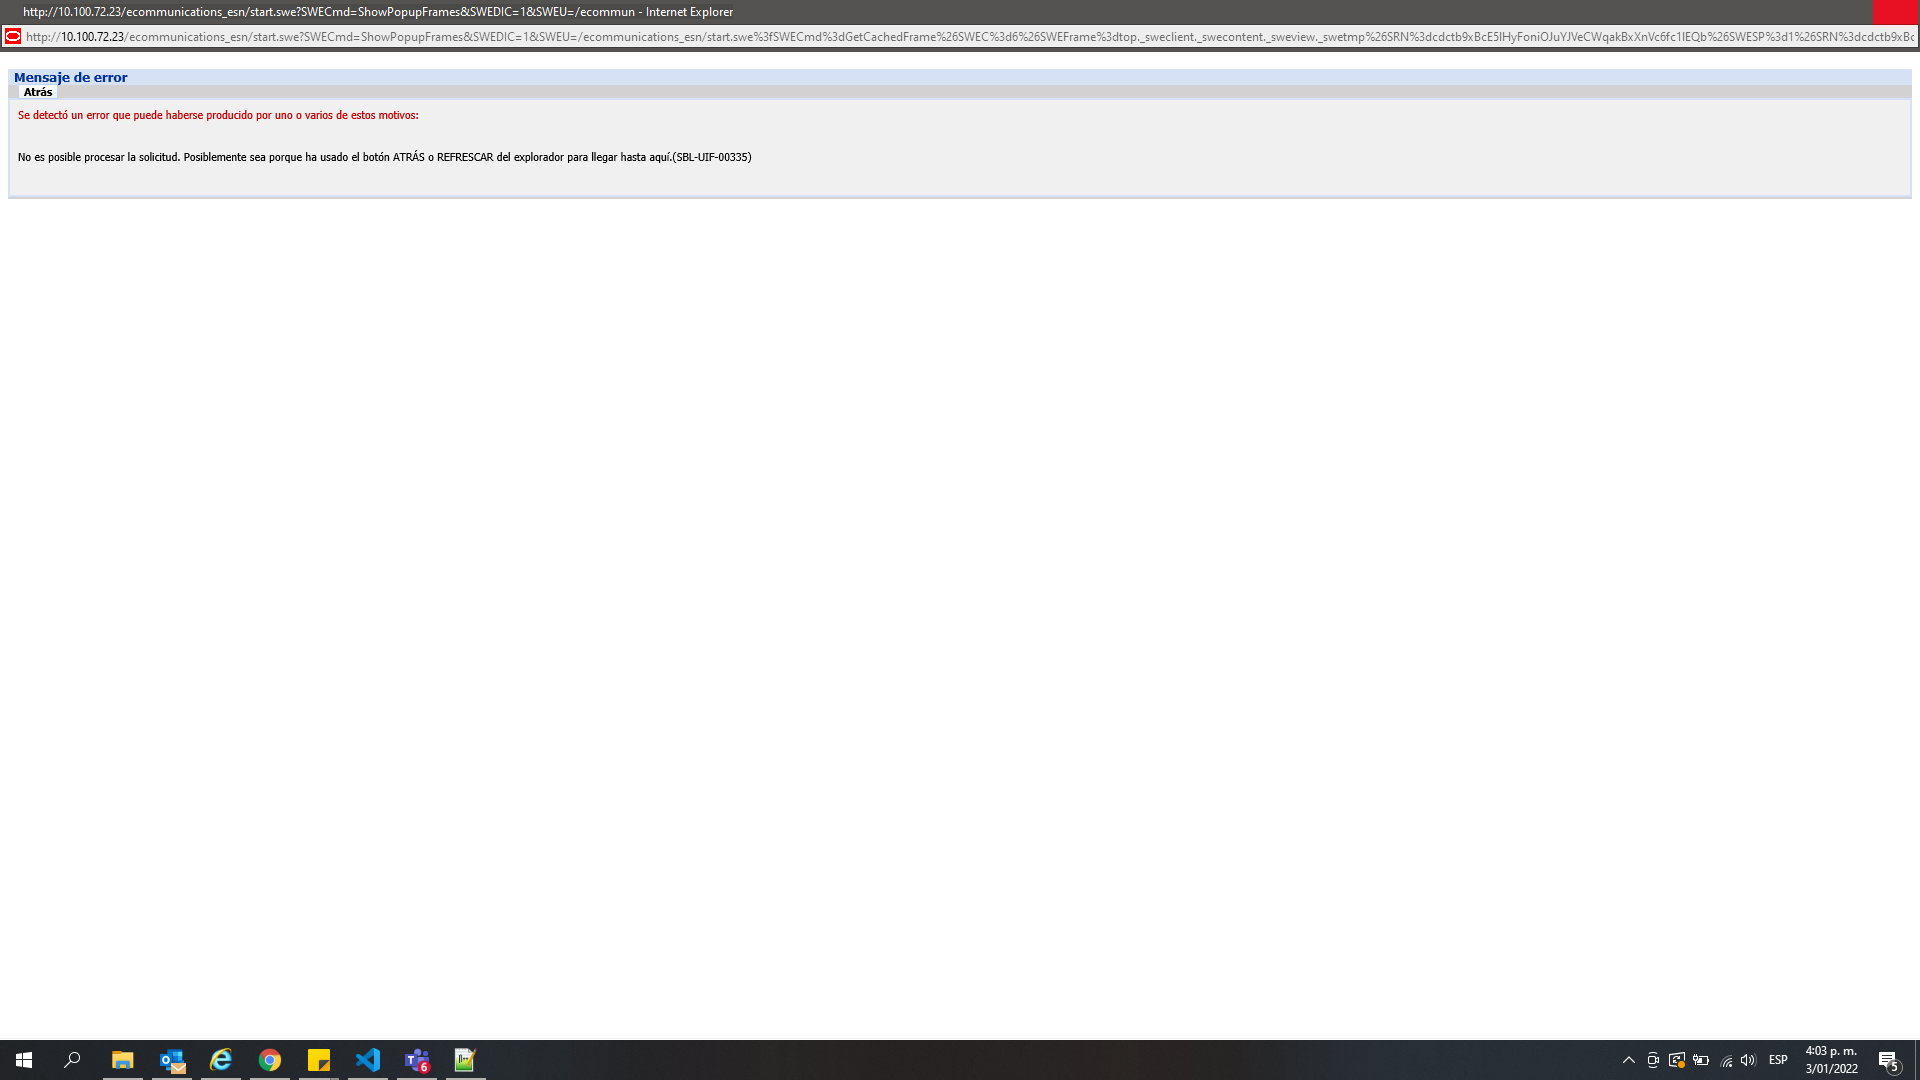 http://10.100.72.23/ecommunications_esn/start.swe?SWECmd=ShowPopupFrames&SWEDIC=1&SWEU=/ecommun - Internet Explorer
http://10.100.72.23/ecommunications_esn/start.swe?SWECmd=ShowPopupFrames&SWEDIC=1&SWEU=/ecommunications_esn/start.swe%3fSWECmd%3dGetCachedFrame%26SWEC%3d6%26SWEFrame%3dtop._sweclient._swecontent._sweview._swetmp%26SRN%3dcdctb9xBcE5IHyFoniOJuYJVeCWqakBxXnVc6fc1IEQb%26SWESP%3d1%26SRN%3dcdctb9xBc
Mensaje de error
Atrás
Se detectó un error que puede haberse producido por uno o varios de estos motivos:
No es posible procesar la solicitud. Posiblemente sea porque ha usado el botón ATRÁS o REFRESCAR del explorador para llegar hasta aquí.(SBL-UIF-00335)
6
ESP
4:03 p. m.
3/01/2022
5